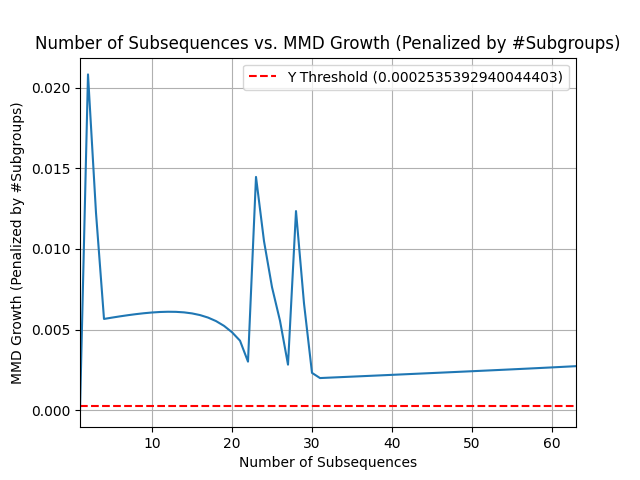 Number of Subsequences vs. MMD Growth (Penalized by #Subgroups)
Y Threshold (0.0002535392940044403)
MMD Growth (Penalized by #Subgroups)
0.020
0.015
0.010
0.005
0.000
10 20 30 40 50 60
Number of Subsequences